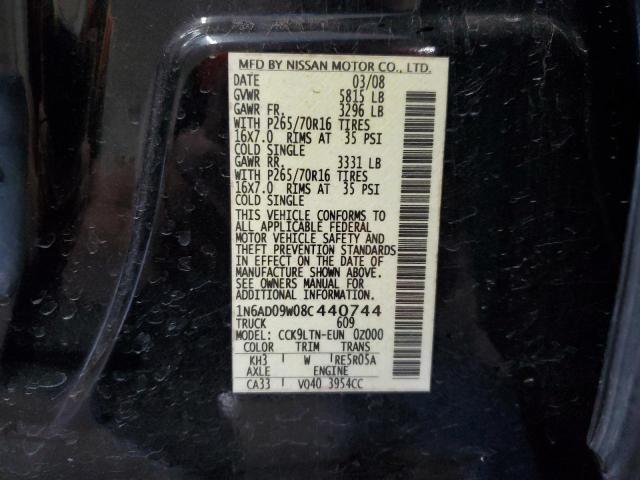 MFD BY NISSAN MOTOR CO., LTD.
DATE 03/08
GVWR 5815 LB
GAWR FR. 3296 LB
WITH P265/70R16 TIRES
16X7.0 RIMS AT 35 PSI
COLD SINGLE
GAWR RR. 3331 LB
WITH P265/70R16 TIRES
16X7.0 RIMS AT 35 PSI
COLD SINGLE
THIS VEHICLE CONFORMS TO
ALL APPLICABLE FEDERAL
MOTOR VEHICLE SAFETY AND
THEFT PREVENTION STANDARDS
IN EFFECT ON THE DATE OF
MANUFACTURE SHOWN ABOVE.
SEE OWNERS MANUAL FOR
ADDITIONAL INFORMATION.
1N6AD09W08C440744
TRUCK 609
MODEL: CCK9LTN-EUN 0Z000
COLOR TRIM TRANS
KH3 W RE5R05A
AXLE ENGINE
CA33 VQ40 3954CC